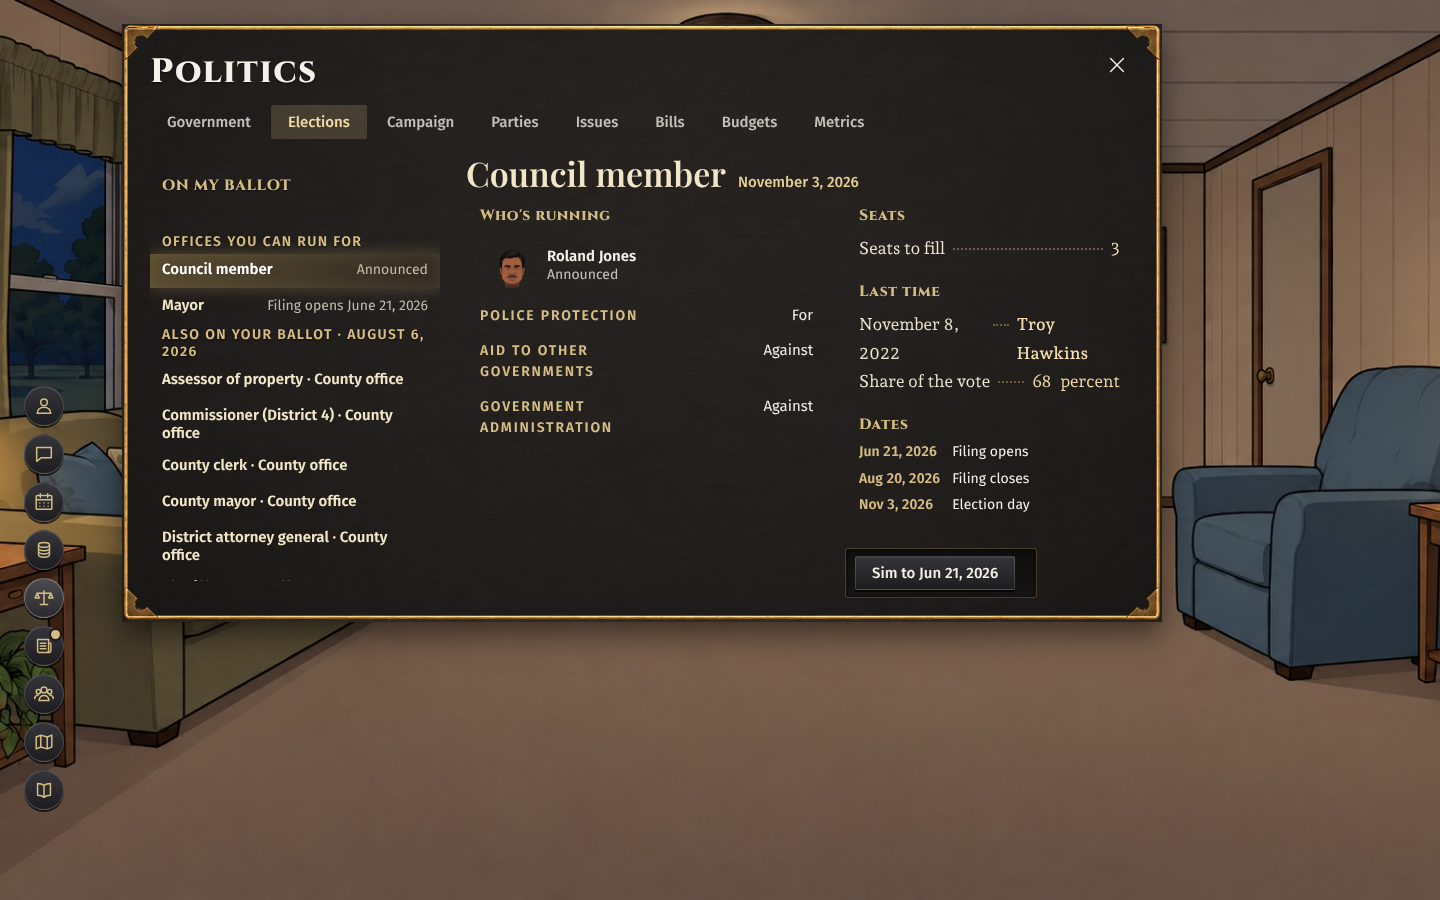 Politics
Government
Elections
Campaign
Parties
Issues
Bills
Budgets
Metrics
ON MY BALLOT
OFFICES YOU CAN RUN FOR
Council member
Announced
Mayor
Filing opens June 21, 2026
ALSO ON YOUR BALLOT · AUGUST 6,
2026
Assessor of property · County office
Commissioner (District 4) · County
office
County clerk · County office
County mayor · County office
District attorney general · County
office
Council member
November 3, 2026
Who's running
Roland Jones
Announced
POLICE PROTECTION
For
AID TO OTHER
GOVERNMENTS
Against
GOVERNMENT
ADMINISTRATION
Against
Seats
Seats to fill
3
Last time
November 8,
2022
Troy
Hawkins
Share of the vote
68 percent
Dates
Jun 21, 2026 Filing opens
Aug 20, 2026 Filing closes
Nov 3, 2026 Election day
Sim to Jun 21, 2026